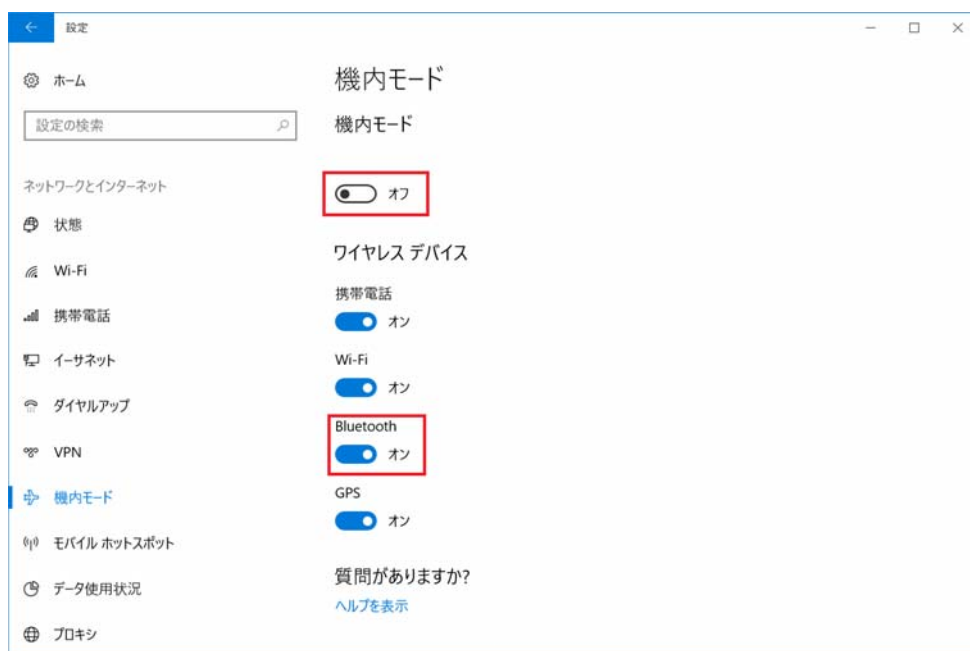 設定
ホーム
設定の検索
ネットワークとインターネット
状態
Wi-Fi
携帯電話
イーサネット
ダイヤルアップ
VPN
機内モード
モバイル ホットスポット
データ使用状況
プロキシ
機内モード
機内モード
オフ
ワイヤレス デバイス
携帯電話
オン
Wi-Fi
オン
Bluetooth
オン
GPS
オン
質問がありますか?
ヘルプを表示